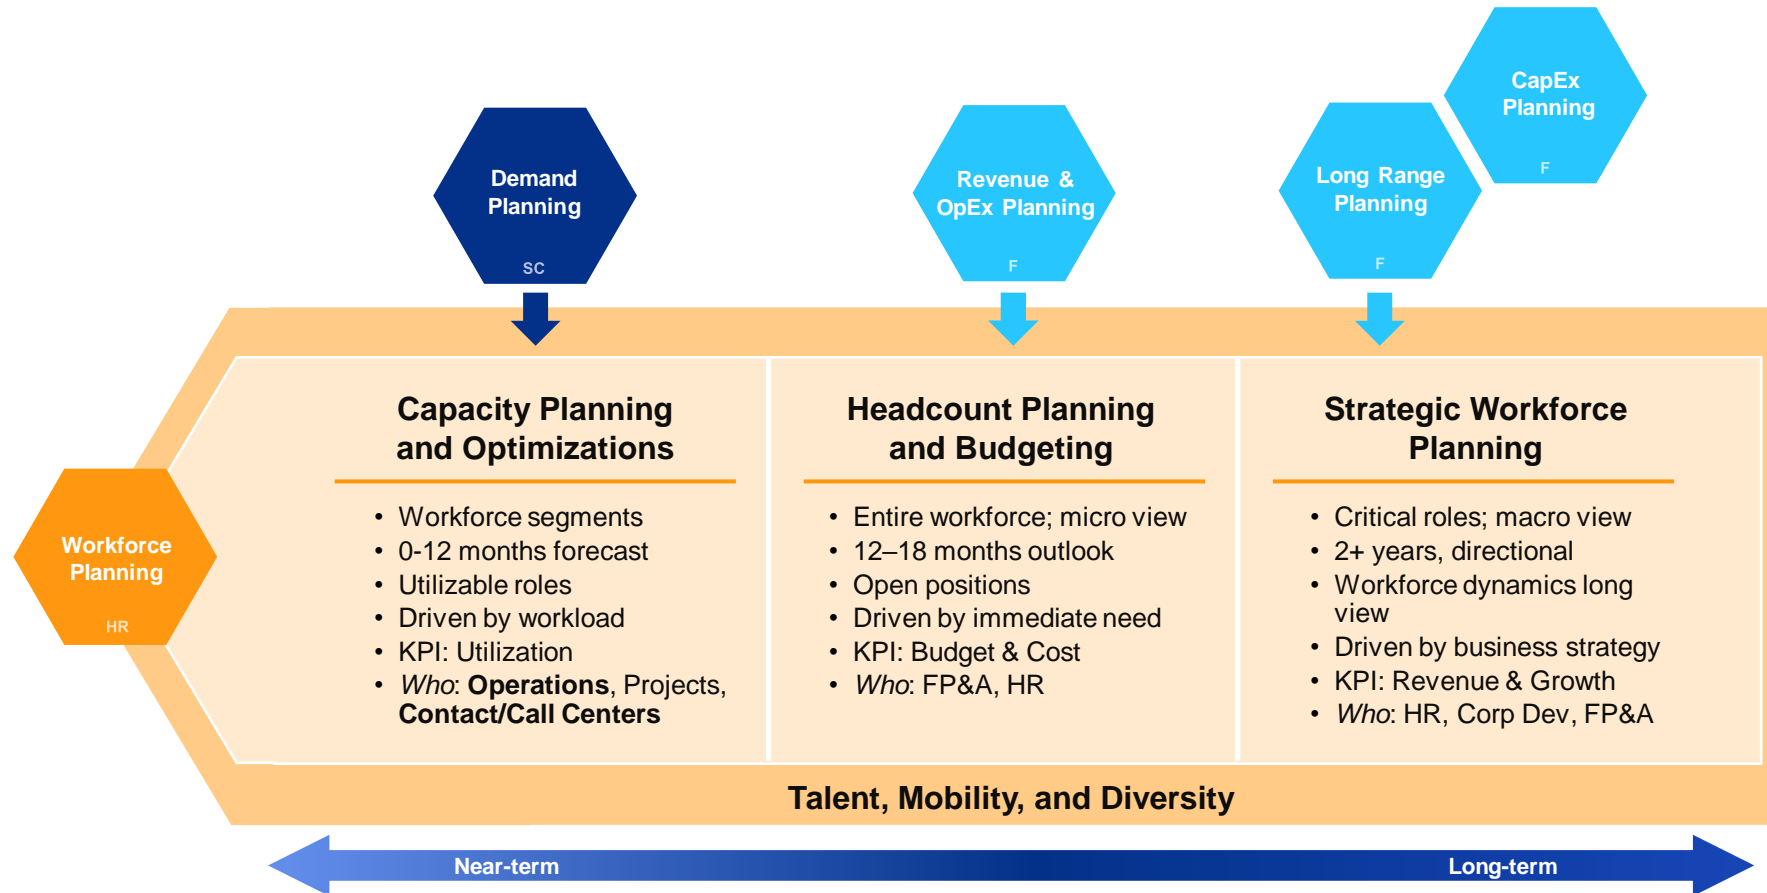 CapEx
Planning
F
Demand
Planning
SC
Revenue &
OpEx Planning
F
Long Range
Planning
F
Workforce
Planning
HR
Capacity Planning
and Optimizations
• Workforce segments
• 0-12 months forecast
• Utilizable roles
• Driven by workload
• KPI: Utilization
• Who: Operations, Projects,
Contact/Call Centers
Headcount Planning
and Budgeting
• Entire workforce; micro view
• 12–18 months outlook
• Open positions
• Driven by immediate need
• KPI: Budget & Cost
• Who: FP&A, HR
Strategic Workforce
Planning
• Critical roles; macro view
• 2+ years, directional
• Workforce dynamics long
view
• Driven by business strategy
• KPI: Revenue & Growth
• Who: HR, Corp Dev, FP&A
Talent, Mobility, and Diversity
Near-term
Long-term